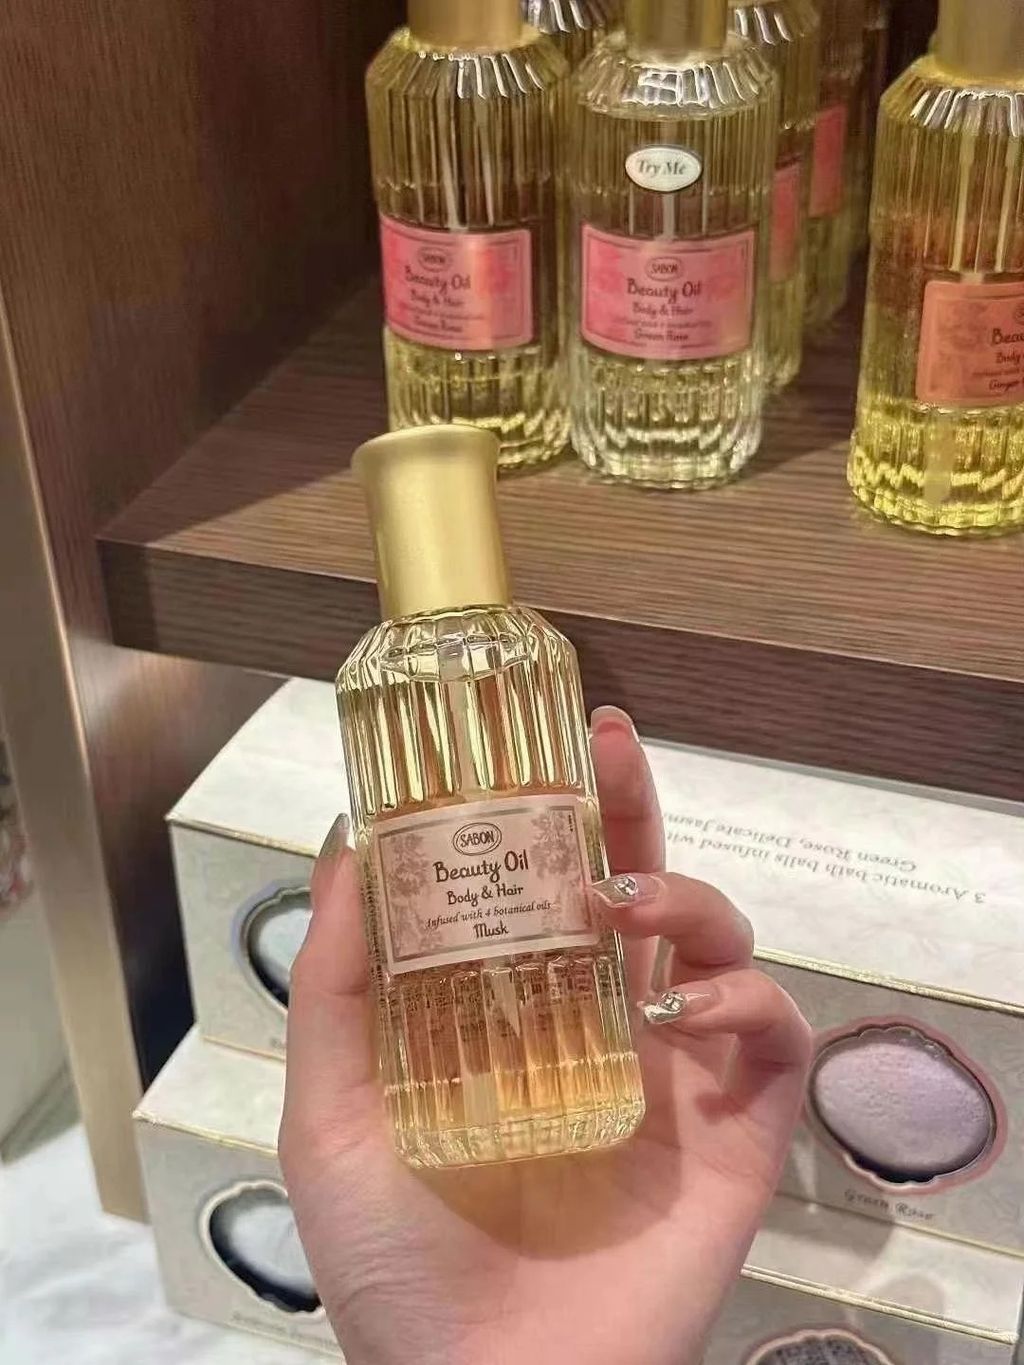 Try Me
SABON
Beauty Oil
Body & Hair
Green Rose
SABON
Beauty Oil
Body & Hair
Green Rose
Body
Ginger
SABON
Beauty Oil
Body & Hair
Infused with 4 botanical oils
Musk
3 Aromatic bath balls infused wit
Green Rose, Delicate Jasm
Green Rose